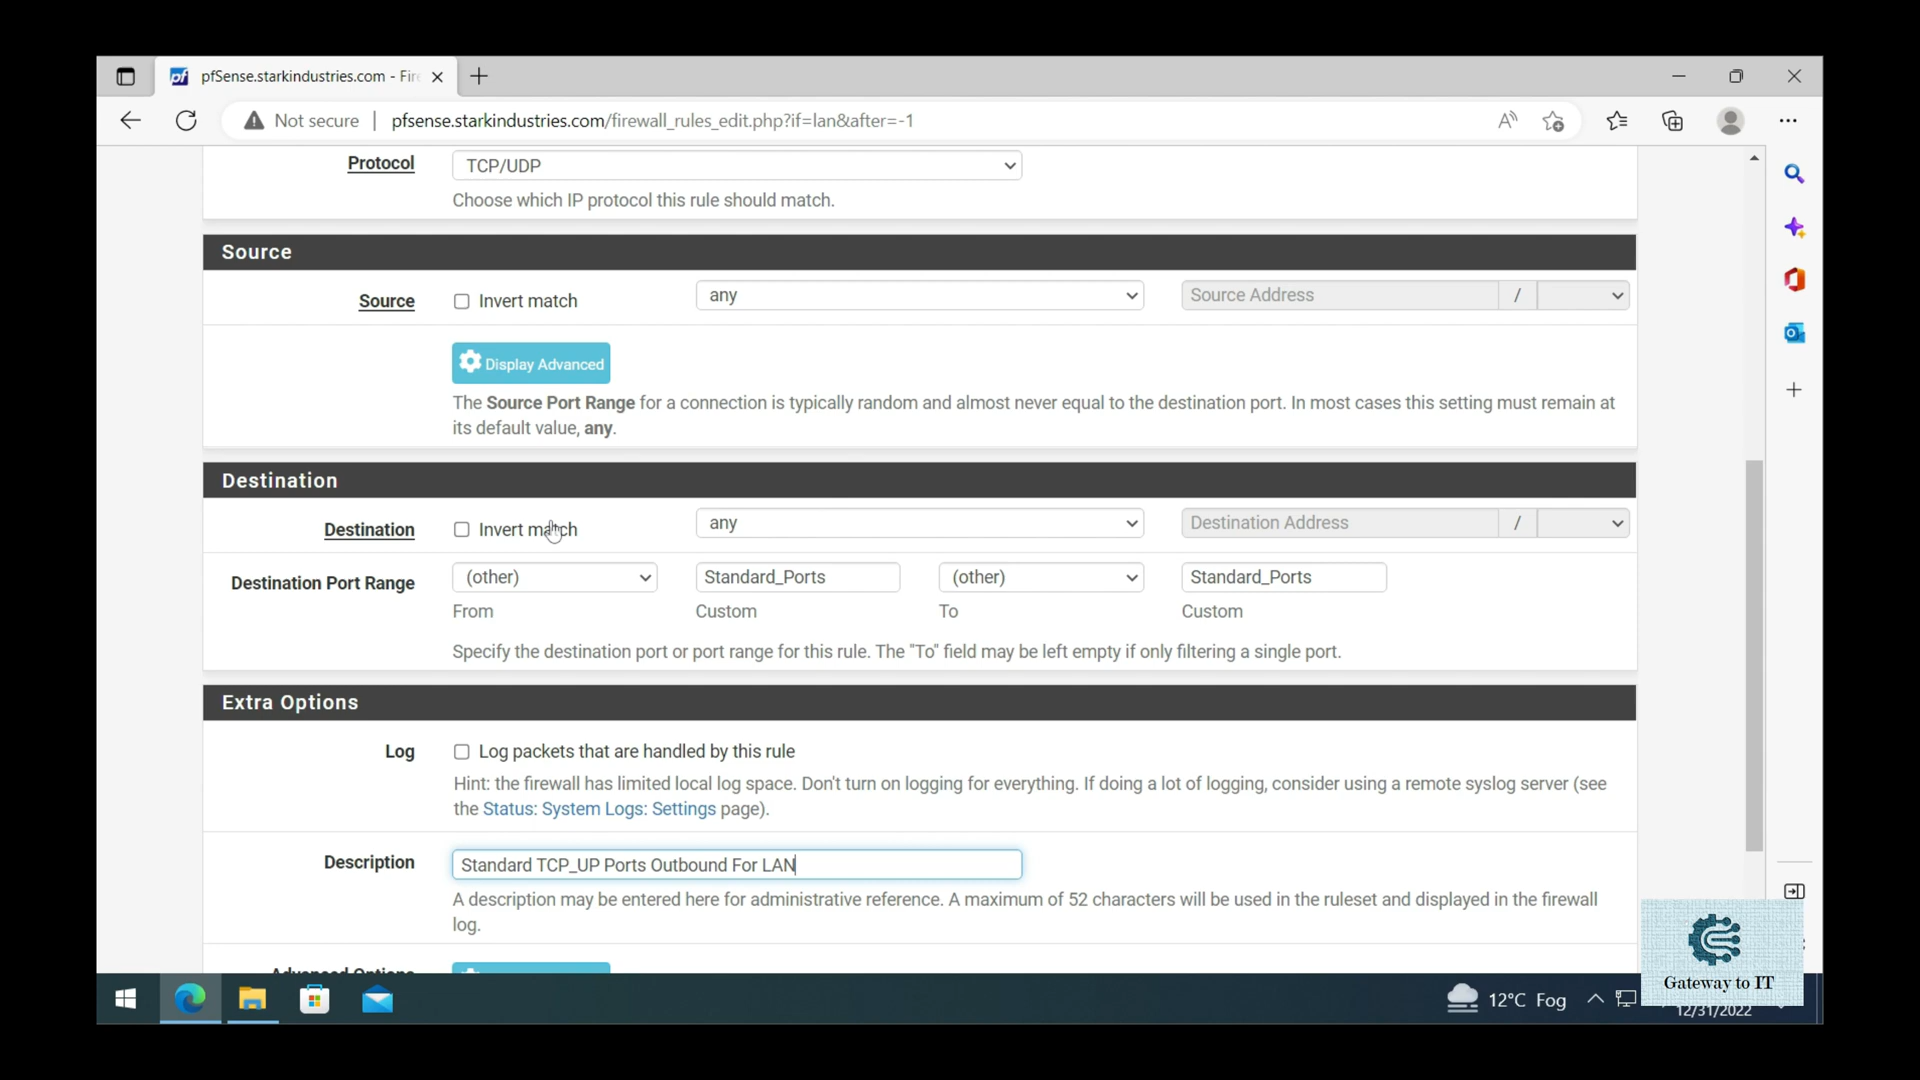 pfSense.starkindustries.com - Fire
Not secure | pfsense.starkindustries.com/firewall_rules_edit.php?if=lan&after=-1
Protocol TCP/UDP
Choose which IP protocol this rule should match.
Source
Source Invert match any Source Address /
Display Advanced
The Source Port Range for a connection is typically random and almost never equal to the destination port. In most cases this setting must remain at
its default value, any.
Destination
Destination Invert match any Destination Address /
Destination Port Range (other) Standard_Ports (other) Standard_Ports
From Custom To Custom
Specify the destination port or port range for this rule. The "To" field may be left empty if only filtering a single port.
Extra Options
Log Log packets that are handled by this rule
Hint: the firewall has limited local log space. Don't turn on logging for everything. If doing a lot of logging, consider using a remote syslog server (see
the Status: System Logs: Settings page).
Description Standard TCP_UP Ports Outbound For LAN
A description may be entered here for administrative reference. A maximum of 52 characters will be used in the ruleset and displayed in the firewall
log.
Advanced Options
Gateway to IT
12°C Fog
12/31/2022